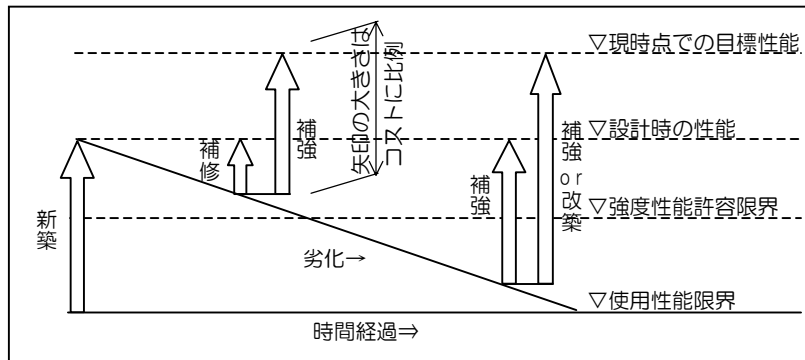 ▽現時点での目標性能
矢印の大きさは
コストに比例
補強
▽設計時の性能
補修
補強
補強or改築
▽強度性能許容限界
新築
劣化→
▽使用性能限界
時間経過⇒